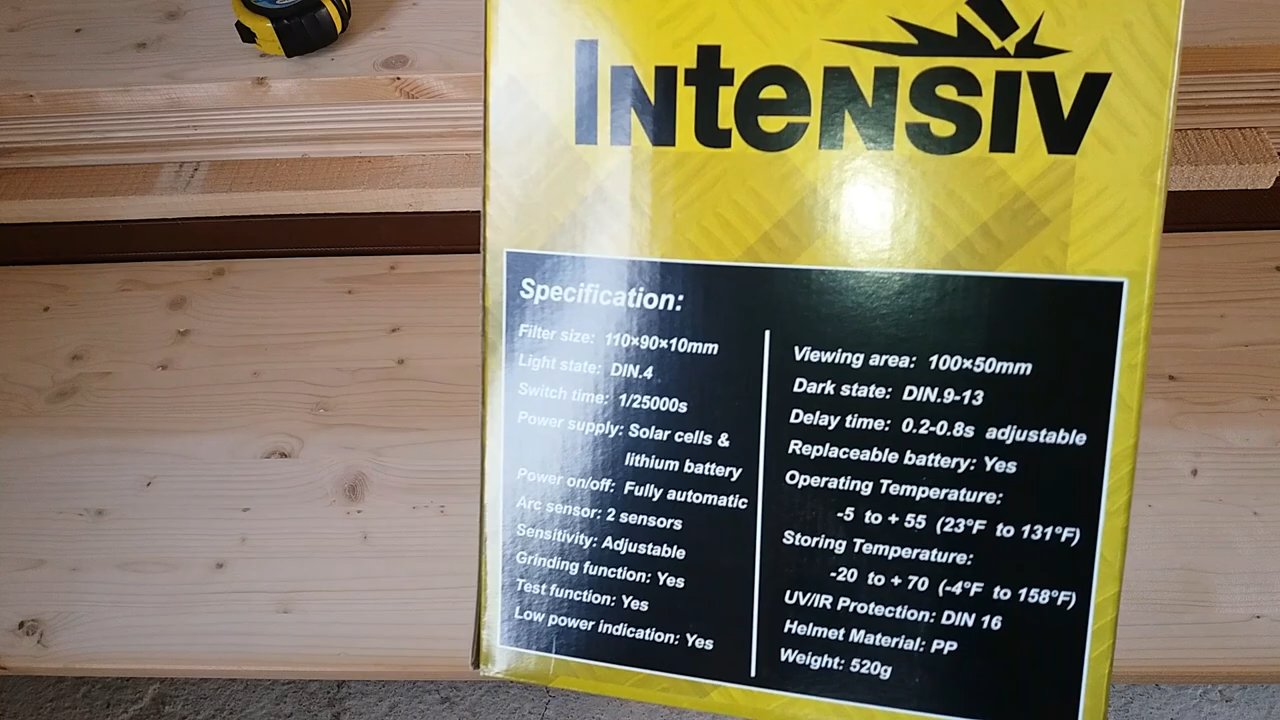 Intensiv
Specification:
Filter size: 110×90×10mm
Light state: DIN.4
Switch time: 1/25000s
Power supply: Solar cells &
lithium battery
Power on/off: Fully automatic
Arc sensor: 2 sensors
Sensitivity: Adjustable
Grinding function: Yes
Test function: Yes
Low power indication: Yes
Viewing area: 100×50mm
Dark state: DIN.9-13
Delay time: 0.2-0.8s adjustable
Replaceable battery: Yes
Operating Temperature:
-5 to + 55 (23°F to 131°F)
Storing Temperature:
-20 to + 70 (-4°F to 158°F)
UV/IR Protection: DIN 16
Helmet Material: PP
Weight: 520g